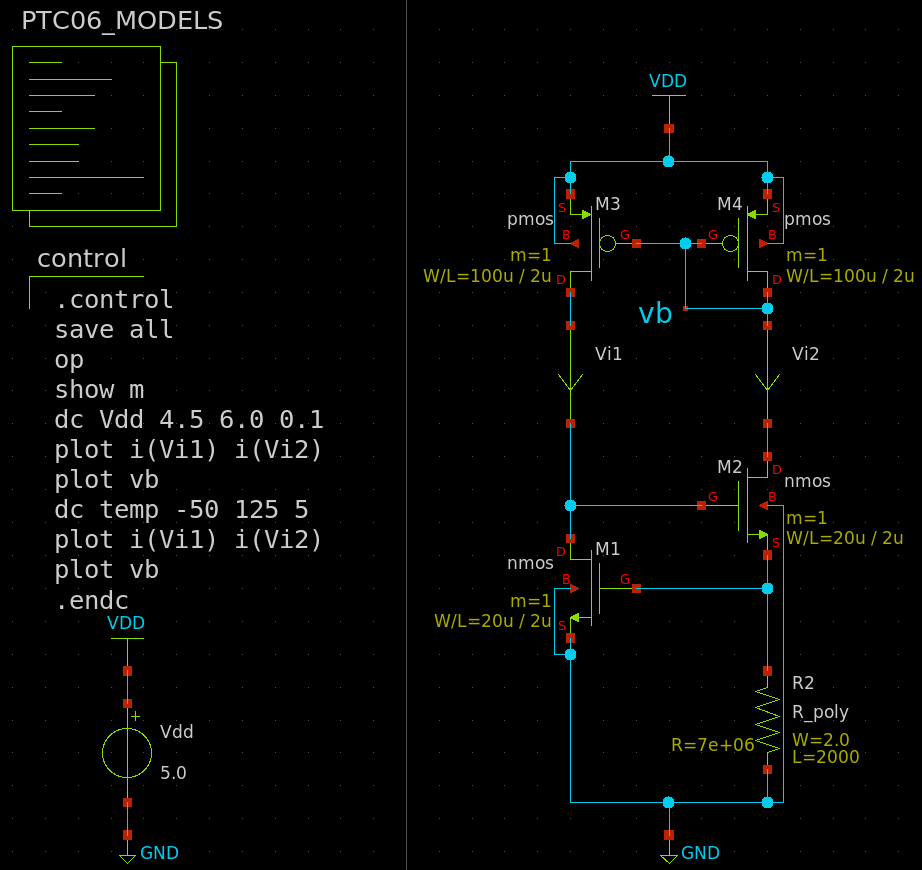 PTC06_MODELS
control
.control
save all
op
show m
dc Vdd 4.5 6.0 0.1
plot i(Vi1) i(Vi2)
plot vb
dc temp -50 125 5
plot i(Vi1) i(Vi2)
plot vb
.endc
VDD
+
Vdd
5.0
GND
VDD
S
M3
pmos
B
G
m=1
W/L=100u / 2u
D
M4
S
pmos
G
B
m=1
W/L=100u / 2u
D
vb
Vi1
Vi2
M2
D
nmos
G
B
m=1
W/L=20u / 2u
S
nmos
D
M1
B
G
m=1
W/L=20u / 2u
S
R2
R_poly
R=7e+06
W=2.0
L=2000
GND